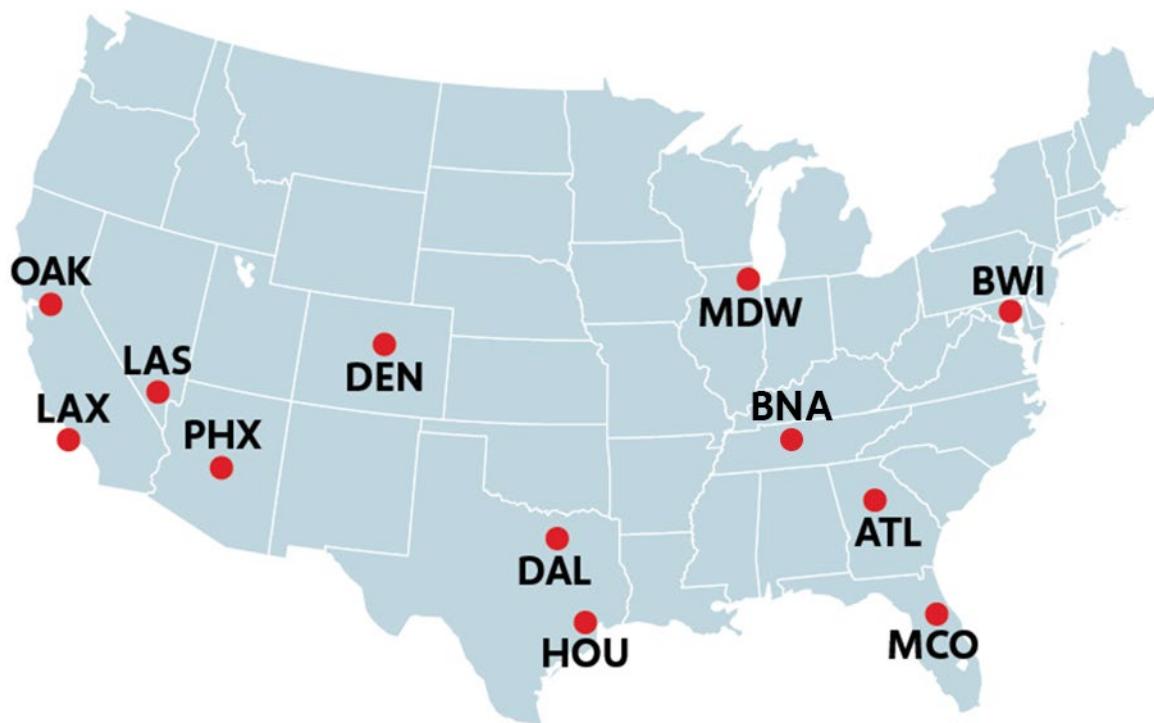 OAK
BWI
MDW
LAS
DEN
LAX
BNA
PHX
ATL
DAL
MCO
HOU